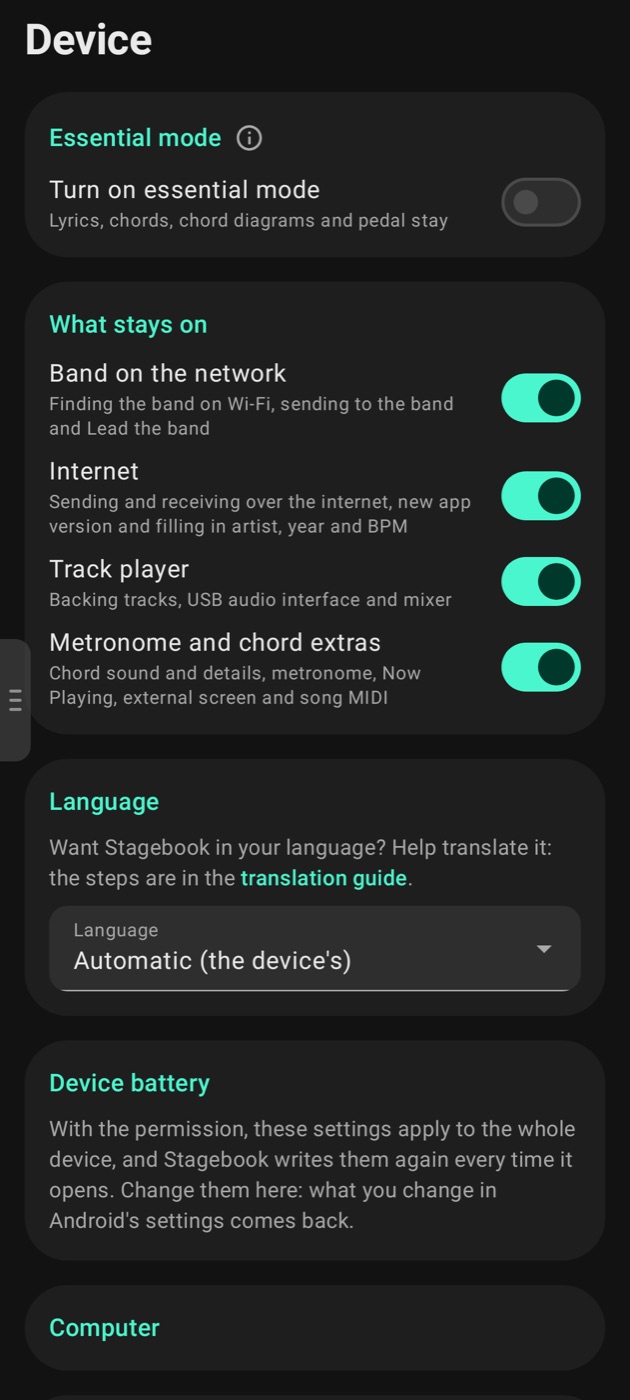 Device
Essential mode
Turn on essential mode
Lyrics, chords, chord diagrams and pedal stay
What stays on
Band on the network
Finding the band on Wi-Fi, sending to the band
and Lead the band
Internet
Sending and receiving over the internet, new app
version and filling in artist, year and BPM
Track player
Backing tracks, USB audio interface and mixer
Metronome and chord extras
Chord sound and details, metronome, Now
Playing, external screen and song MIDI
Language
Want Stagebook in your language? Help translate it:
the steps are in the translation guide.
Language
Automatic (the device's)
Device battery
With the permission, these settings apply to the whole
device, and Stagebook writes them again every time it
opens. Change them here: what you change in
Android's settings comes back.
Computer